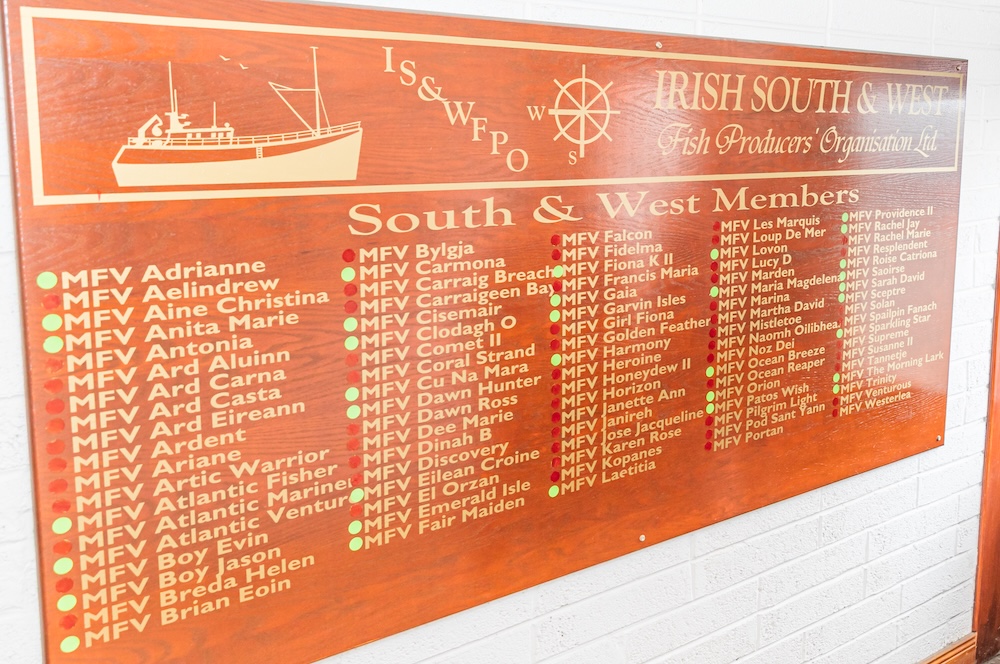 IS&WFPO
W
S
IRISH SOUTH & WEST
Fish Producers' Organisation Ltd.
South & West Members
MFV Adrianne
MFV Aelindrew
MFV Aine Christina
MFV Anita Marie
MFV Antonia
MFV Ard Aluinn
MFV Ard Carna
MFV Ard Casta
MFV Ard Eireann
MFV Ardent
MFV Ariane
MFV Artic Warrior
MFV Atlantic Fisher
MFV Atlantic Mariner
MFV Atlantic Venture
MFV Boy Evin
MFV Boy Jason
MFV Breda Helen
MFV Brian Eoin
MFV Bylgja
MFV Carmona
MFV Carraig Breach
MFV Carraigeen Bay
MFV Cisemair
MFV Clodagh O
MFV Comet II
MFV Coral Strand
MFV Cu Na Mara
MFV Dawn Hunter
MFV Dawn Ross
MFV Dee Marie
MFV Dinah B
MFV Discovery
MFV Eilean Croine
MFV El Orzan
MFV Emerald Isle
MFV Fair Maiden
MFV Falcon
MFV Fidelma
MFV Fiona K II
MFV Francis Maria
MFV Gaia
MFV Garvin Isles
MFV Girl Fiona
MFV Golden Feather
MFV Harmony
MFV Heroine
MFV Honeydew II
MFV Horizon
MFV Janette Ann
MFV Janireh
MFV Jose Jacqueline
MFV Karen Rose
MFV Kopanes
MFV Laetitia
MFV Les Marquis
MFV Loup De Mer
MFV Lovon
MFV Lucy D
MFV Marden
MFV Maria Magdelena
MFV Marina
MFV Martha David
MFV Mistletoe
MFV Naomh Oilibhea
MFV Noz Dei
MFV Ocean Breeze
MFV Ocean Reaper
MFV Orion
MFV Patos Wish
MFV Pilgrim Light
MFV Pod Sant Yann
MFV Portan
MFV Providence II
MFV Rachel Jay
MFV Rachel Marie
MFV Resplendent
MFV Roise Catriona
MFV Saoirse
MFV Sarah David
MFV Sceptre
MFV Solan
MFV Spailpin Fanach
MFV Sparkling Star
MFV Supreme
MFV Susanne II
MFV Tannetje
MFV The Morning Lark
MFV Trinity
MFV Venturous
MFV Westerlea